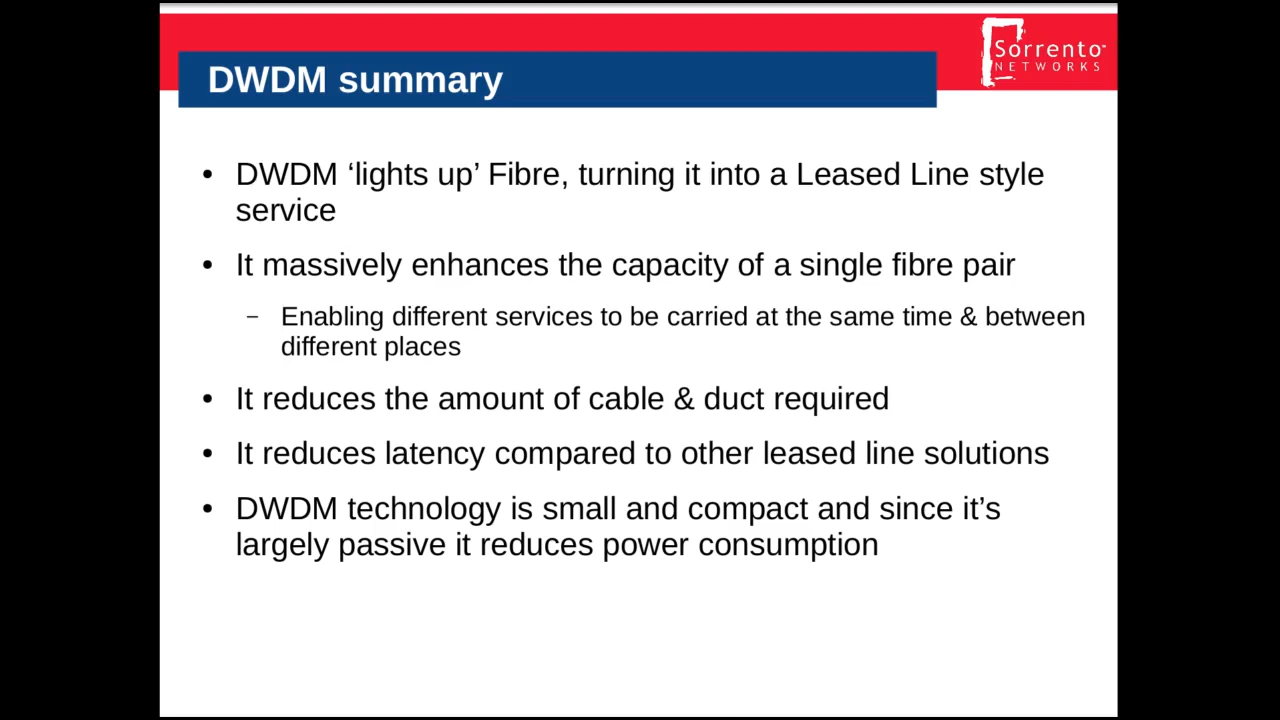 Sorrento™
NETWORKS
DWDM summary
• DWDM ‘lights up’ Fibre, turning it into a Leased Line style
service
• It massively enhances the capacity of a single fibre pair
– Enabling different services to be carried at the same time & between
different places
• It reduces the amount of cable & duct required
• It reduces latency compared to other leased line solutions
• DWDM technology is small and compact and since it’s
largely passive it reduces power consumption